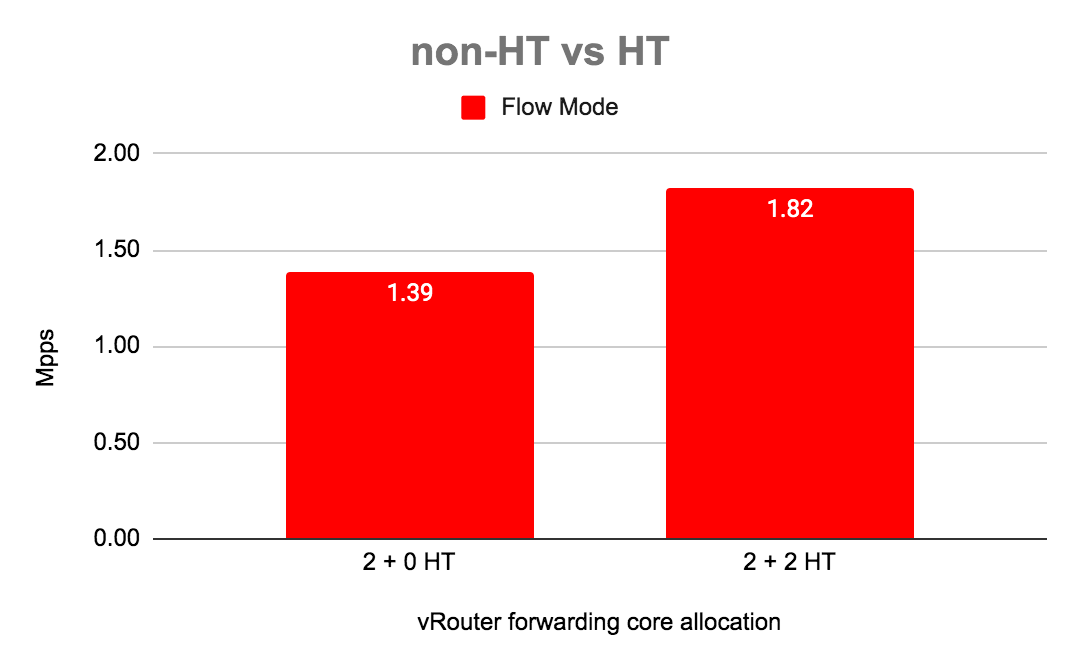 non-HT vs HT
Flow Mode
2.00
1.82
1.50
1.39
1.00
Mpps
0.50
0.00
2 + 0 HT
2 + 2 HT
vRouter forwarding core allocation